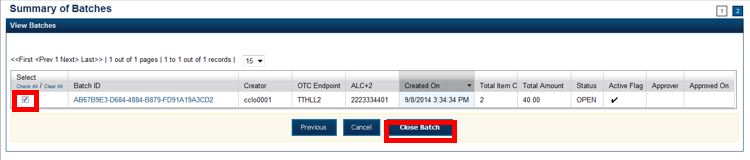 Summary of Batches
1 2
View Batches
<<First <Prev 1 Next> Last>> | 1 out of 1 pages | 1 to 1 out of 1 records | 15
Select
Check All / Clear All Batch ID Creator OTC Endpoint ALC+2 Created On Total Item C Total Amount Status Active Flag Approver Approved On
AB67B9E3-D684-4884-B879-FD91A19A3CD2 cclo0001 TTHLL2 2223334401 9/8/2014 3:34:34 PM 2 40.00 OPEN ✔
Previous Cancel Close Batch